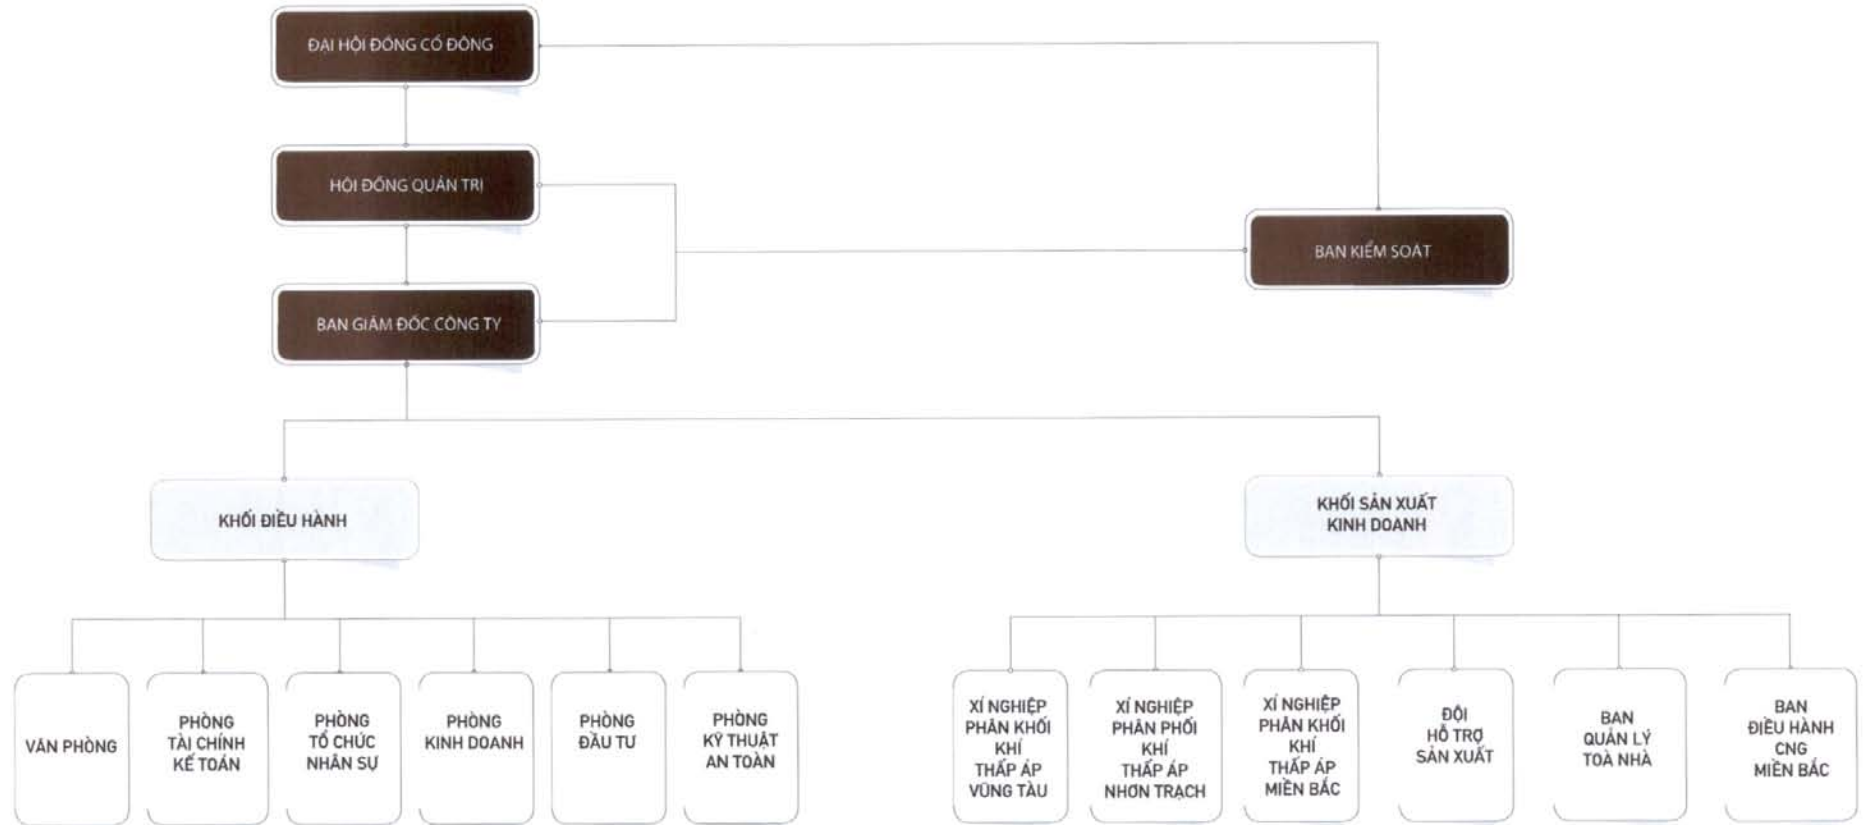 ĐẠI HỘI ĐỒNG CỔ ĐÔNG
HỘI ĐỒNG QUẢN TRỊ
BAN KIỂM SOÁT
BAN GIÁM ĐỐC CÔNG TY
KHỐI ĐIỀU HÀNH
KHỐI SẢN XUẤT
KINH DOANH
VĂN PHÒNG
PHÒNG
TÀI CHÍNH
KẾ TOÁN
PHÒNG
TỔ CHỨC
NHÂN SỰ
PHÒNG
KINH DOANH
PHÒNG
ĐẦU TƯ
PHÒNG
KỸ THUẬT
AN TOÀN
XÍ NGHIỆP
PHÂN KHỐI
KHÍ
THẤP ÁP
VŨNG TÀU
XÍ NGHIỆP
PHÂN PHỐI
KHÍ
THẤP ÁP
NHƠN TRẠCH
XÍ NGHIỆP
PHÂN KHỐI
KHÍ
THẤP ÁP
MIỀN BẮC
ĐỘI
HỖ TRỢ
SẢN XUẤT
BAN
QUẢN LÝ
TOÀ NHÀ
BAN
ĐIỀU HÀNH
CNG
MIỀN BẮC